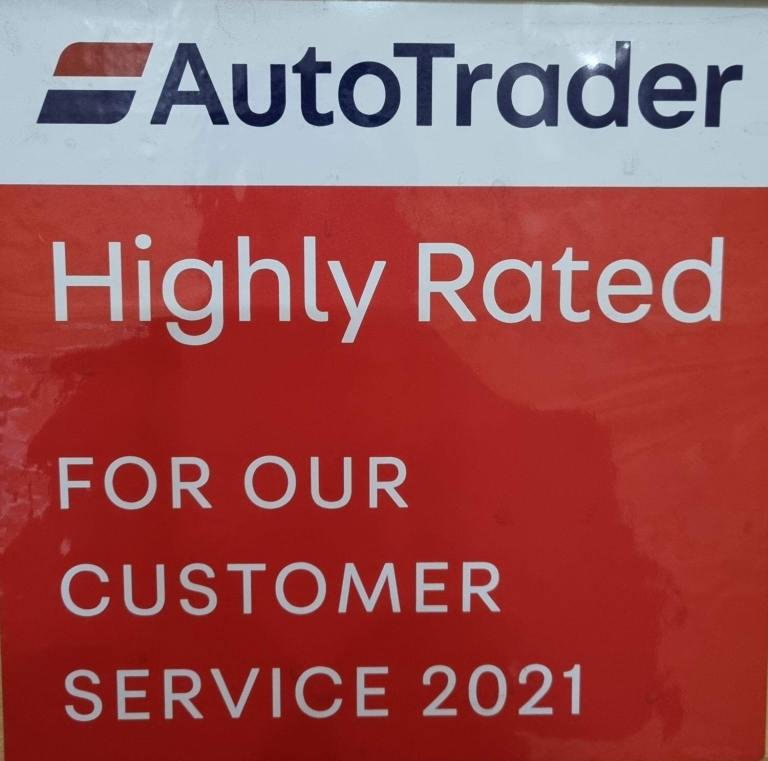 AutoTrader
Highly Rated
FOR OUR
CUSTOMER
SERVICE 2021